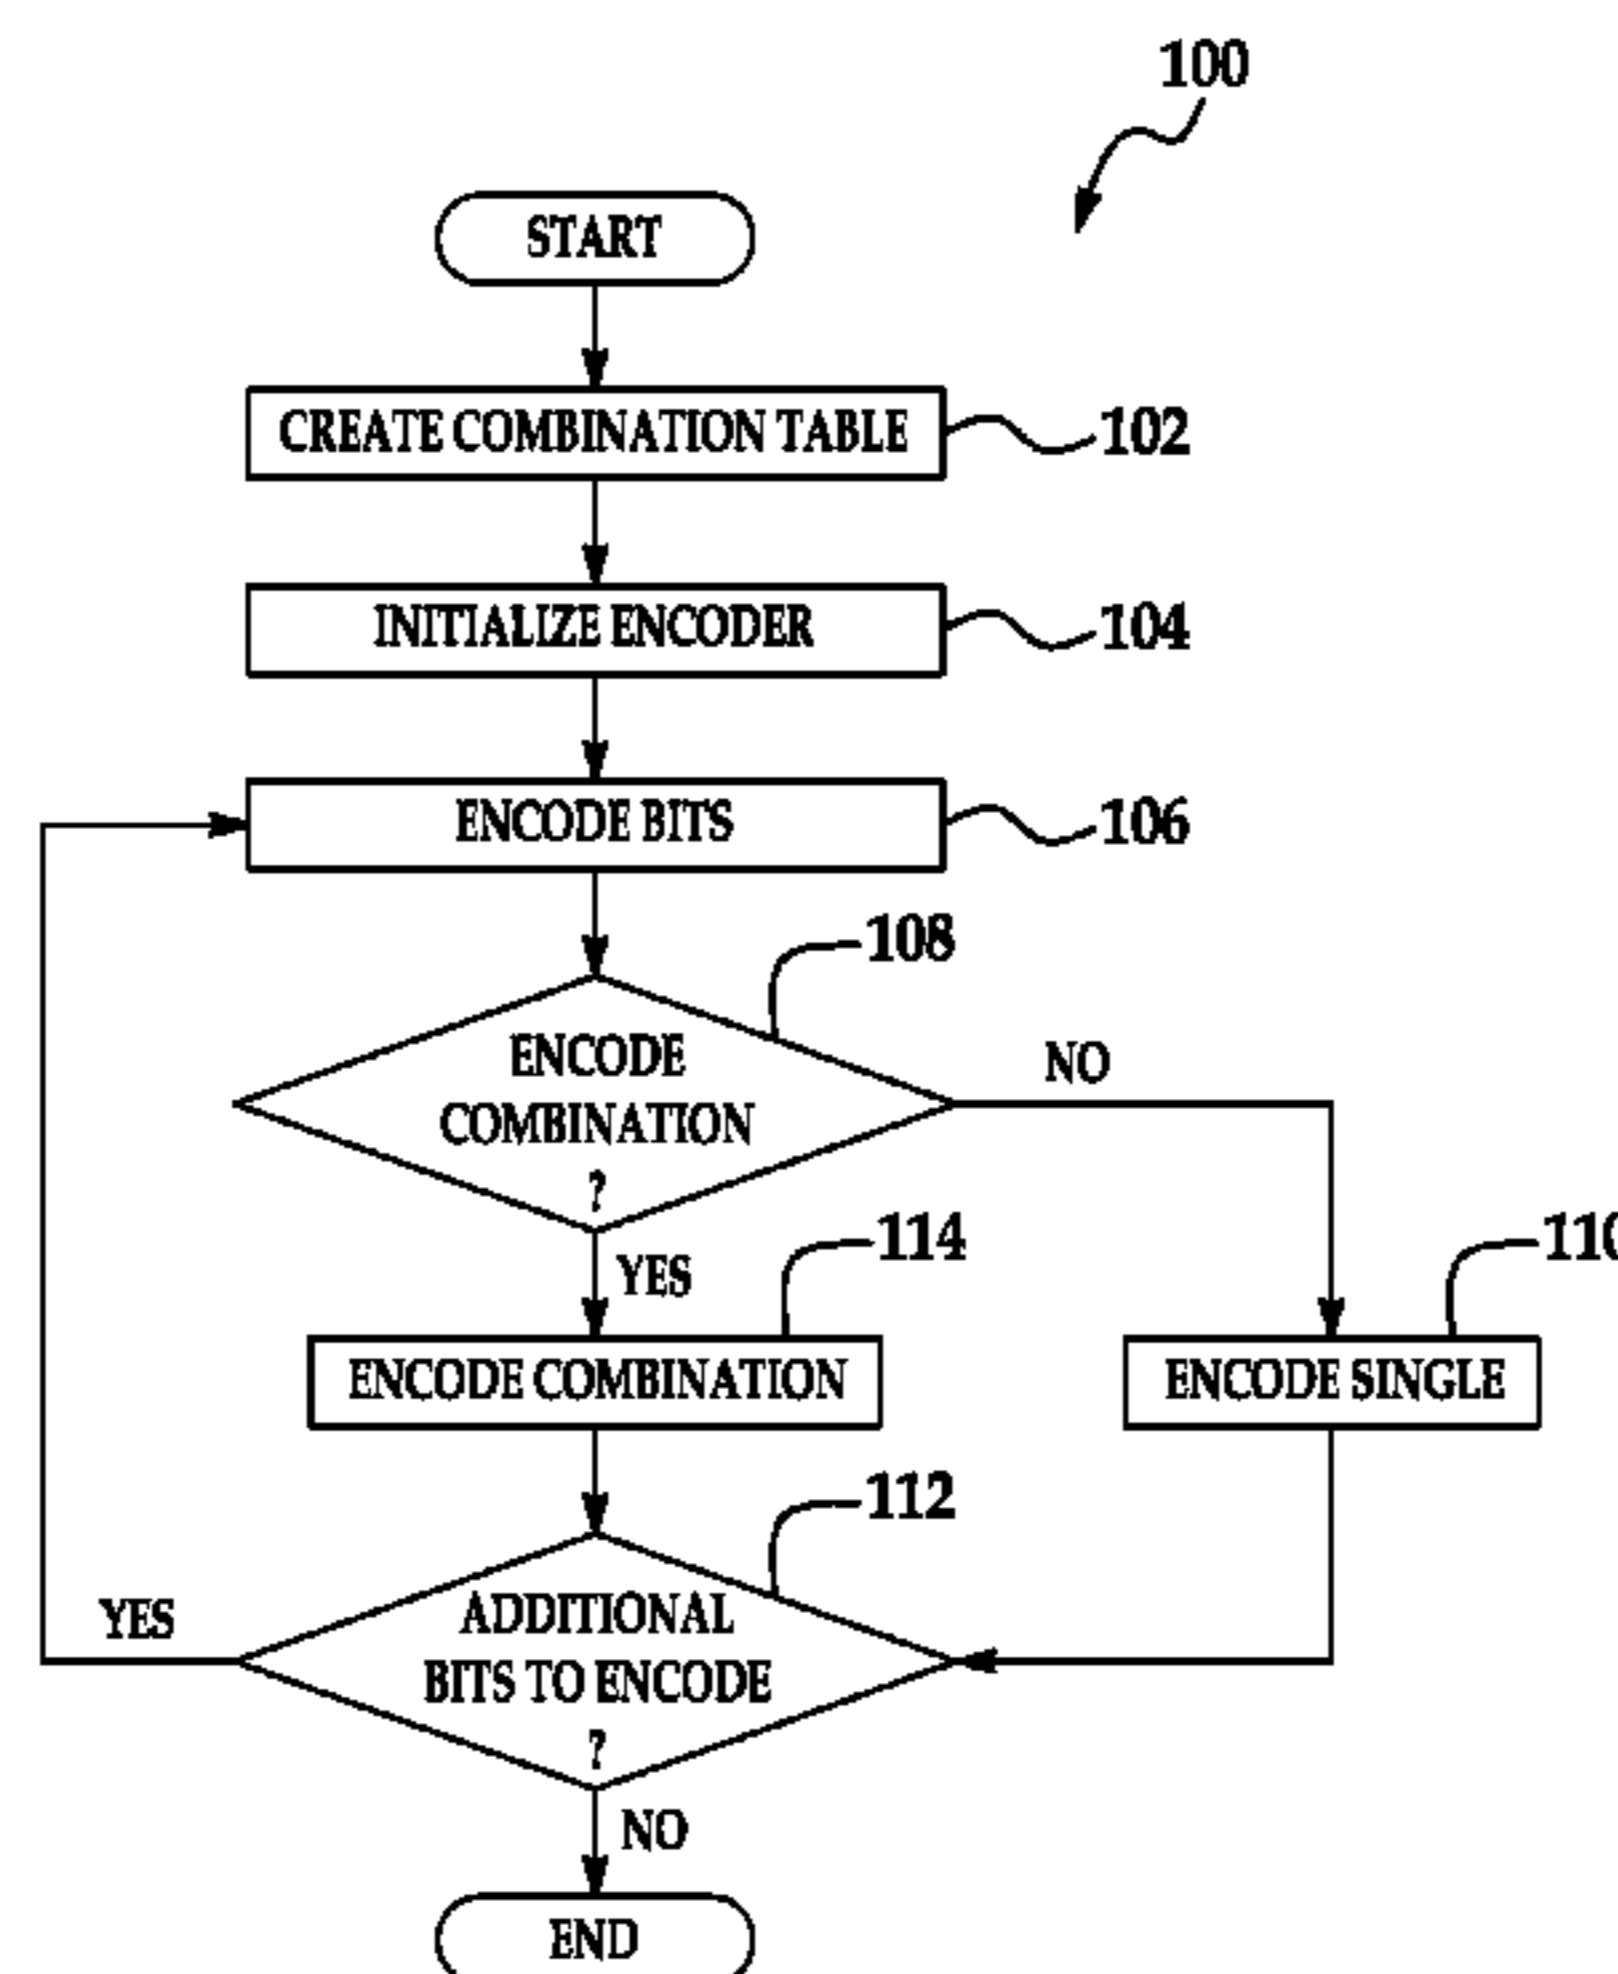 100
START
CREATE COMBINATION TABLE
102
INITIALIZE ENCODER
104
ENCODE BITS
106
108
ENCODE
COMBINATION
?
NO
YES
114
110
ENCODE COMBINATION
ENCODE SINGLE
112
ADDITIONAL
BITS TO ENCODE
?
YES
NO
END